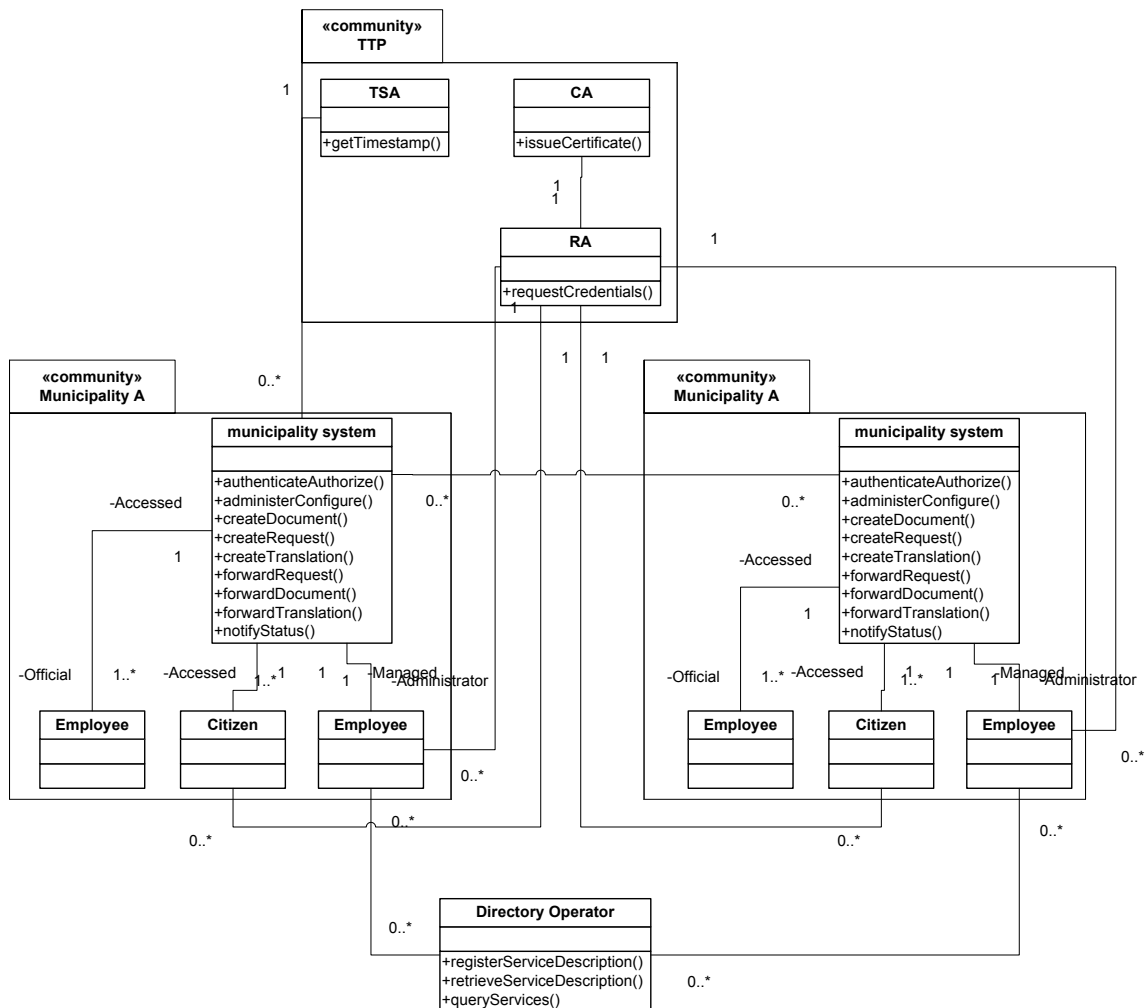 «community»
TTP
1
TSA
+getTimestamp()
CA
+issueCertificate()
1
1
RA
+requestCredentials()
1
1
1
1
0..*
«community»
Municipality A
municipality system
+authenticateAuthorize()
+administerConfigure()
+createDocument()
+createRequest()
+createTranslation()
+forwardRequest()
+forwardDocument()
+forwardTranslation()
+notifyStatus()
0..*
-Accessed
1
-Official
1..*
-Accessed
1..*
1
1
-Managed
1
-Administrator
Employee
Citizen
Employee
0..*
0..*
0..*
«community»
Municipality A
municipality system
+authenticateAuthorize()
+administerConfigure()
+createDocument()
+createRequest()
+createTranslation()
+forwardRequest()
+forwardDocument()
+forwardTranslation()
+notifyStatus()
0..*
-Accessed
1
-Official
1..*
-Accessed
1..*
1
1
1
-Managed
1
-Administrator
Employee
Citizen
Employee
0..*
0..*
0..*
0..*
Directory Operator
+registerServiceDescription()
+retrieveServiceDescription()
+queryServices()
0..*